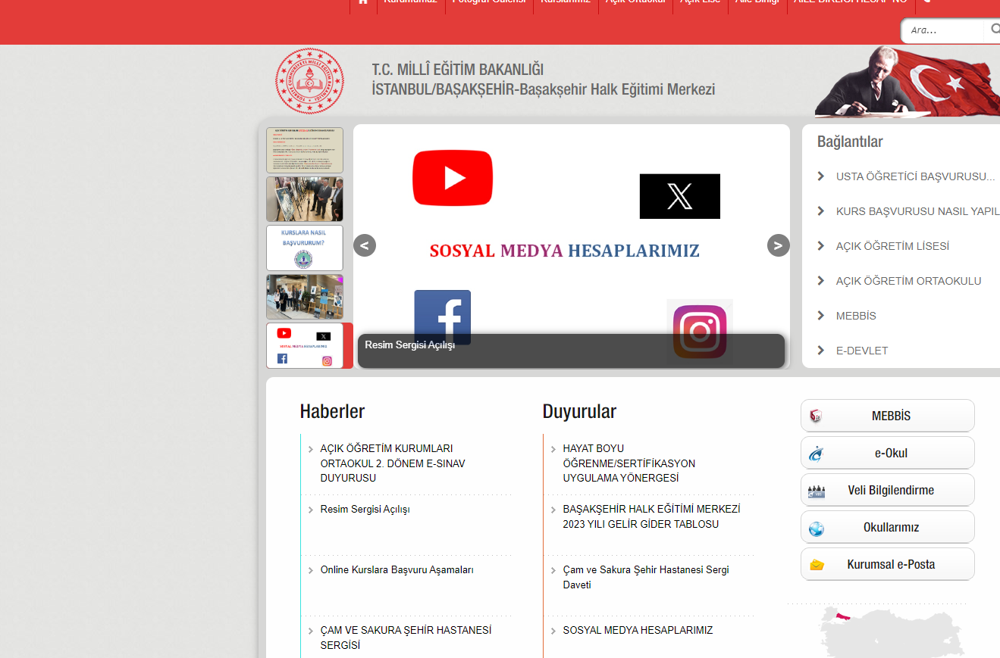 Kurumumuz
Fotoğraf Galerisi
Kurslarımız
Açık Ortaokul
Açık Lise
Aile Birliği
AİLE BİRLİĞİ HESAP NO
Ara...
T.C. MİLLÎ EĞİTİM BAKANLIĞI
İSTANBUL/BAŞAKŞEHİR-Başakşehir Halk Eğitimi Merkezi
KURSLARA NASIL
BAŞVURURUM?
SOSYAL MEDYA HESAPLARIMIZ
SOSYAL MEDYA HESAPLARIMIZ
Resim Sergisi Açılışı
Bağlantılar
USTA ÖĞRETİCİ BAŞVURUSU...
KURS BAŞVURUSU NASIL YAPIL
AÇIK ÖĞRETİM LİSESİ
AÇIK ÖĞRETİM ORTAOKULU
MEBBİS
E-DEVLET
Haberler
AÇIK ÖĞRETİM KURUMLARI
ORTAOKUL 2. DÖNEM E-SINAV
DUYURUSU
Resim Sergisi Açılışı
Online Kurslara Başvuru Aşamaları
ÇAM VE SAKURA ŞEHİR HASTANESİ
SERGİSİ
Duyurular
HAYAT BOYU
ÖĞRENME/SERTİFİKASYON
UYGULAMA YÖNERGESİ
BAŞAKŞEHİR HALK EĞİTİMİ MERKEZİ
2023 YILI GELİR GİDER TABLOSU
Çam ve Sakura Şehir Hastanesi Sergi
Daveti
SOSYAL MEDYA HESAPLARIMIZ
MEBBİS
e-Okul
Veli Bilgilendirme
Okullarımız
Kurumsal e-Posta